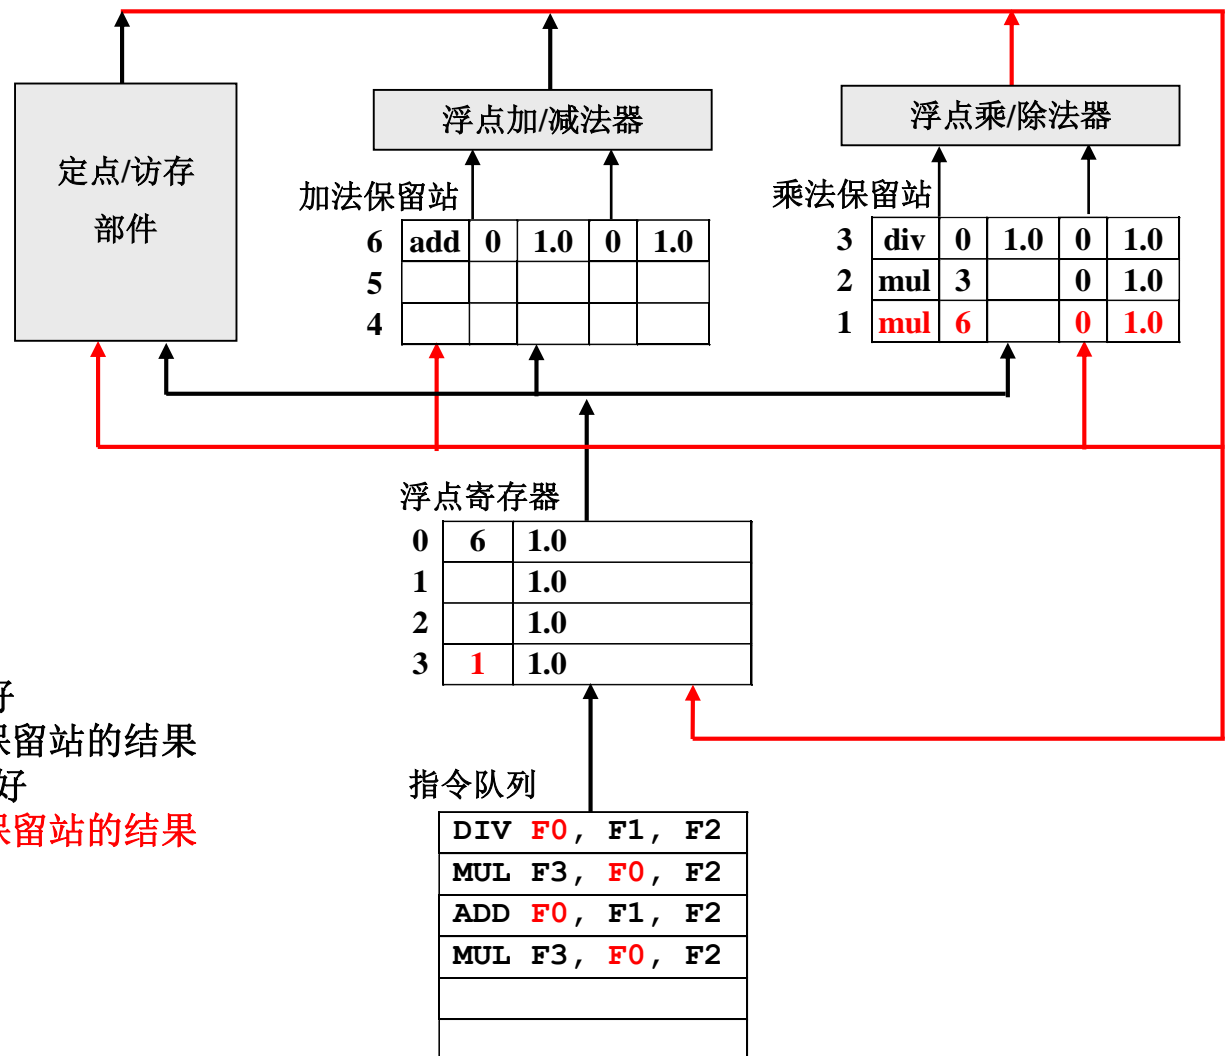 浮点加/减法器
浮点乘/除法器
定点/访存
部件
加法保留站
6 add 0 1.0 0 1.0
5
4
乘法保留站
3 div 0 1.0 0 1.0
2 mul 3 0 1.0
1 mul 6 0 1.0
浮点寄存器
0 6 1.0
1 1.0
2 1.0
3 1 1.0
好
保留站的结果
好
保留站的结果
指令队列
DIV F0, F1, F2
MUL F3, F0, F2
ADD F0, F1, F2
MUL F3, F0, F2